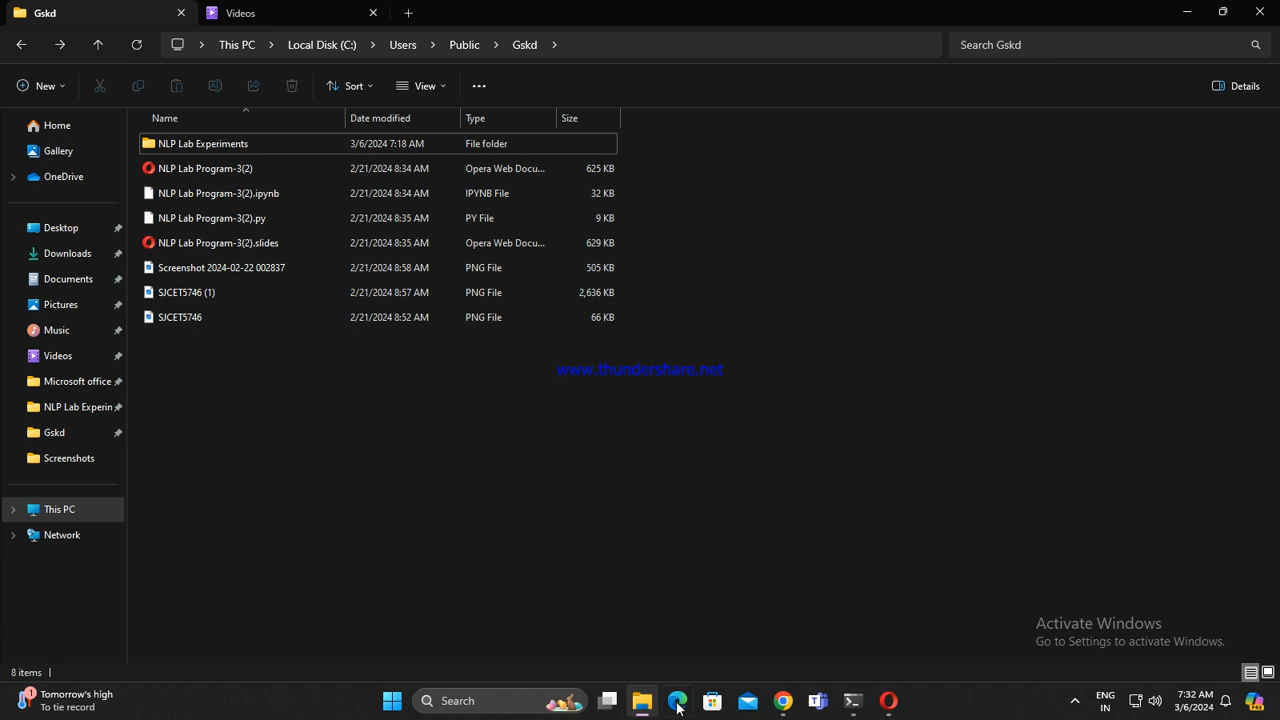 Gskd
Videos
This PC
Local Disk (C:)
Users
Public
Gskd
Search Gskd
New
Sort
View
Details
Name
Date modified
Type
Size
Home
Gallery
OneDrive
Desktop
Downloads
Documents
Pictures
Music
Videos
Microsoft office
NLP Lab Experin
Gskd
Screenshots
This PC
Network
NLP Lab Experiments 3/6/2024 7:18 AM File folder
NLP Lab Program-3(2) 2/21/2024 8:34 AM Opera Web Docu... 625 KB
NLP Lab Program-3(2).ipynb 2/21/2024 8:34 AM IPYNB File 32 KB
NLP Lab Program-3(2).py 2/21/2024 8:35 AM PY File 9 KB
NLP Lab Program-3(2).slides 2/21/2024 8:35 AM Opera Web Docu... 629 KB
Screenshot 2024-02-22 002837 2/21/2024 8:58 AM PNG File 505 KB
SJCET5746 (1) 2/21/2024 8:57 AM PNG File 2,636 KB
SJCET5746 2/21/2024 8:52 AM PNG File 66 KB
www.thundershare.net
Activate Windows
Go to Settings to activate Windows.
8 items
1
Tomorrow's high
To tie record
Search
ENG
IN
7:32 AM
3/6/2024
PRE